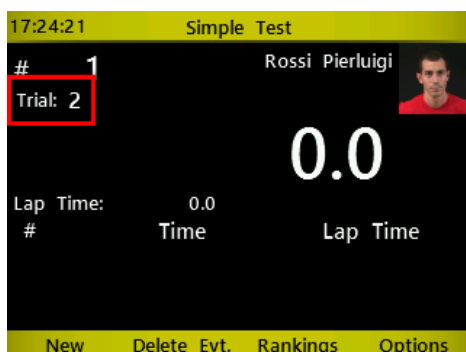 17:24:21 Simple Test
# 1 Rossi Pierluigi
Trial: 2
0.0
Lap Time: 0.0
# Time Lap Time
New Delete Evt. Rankings Options